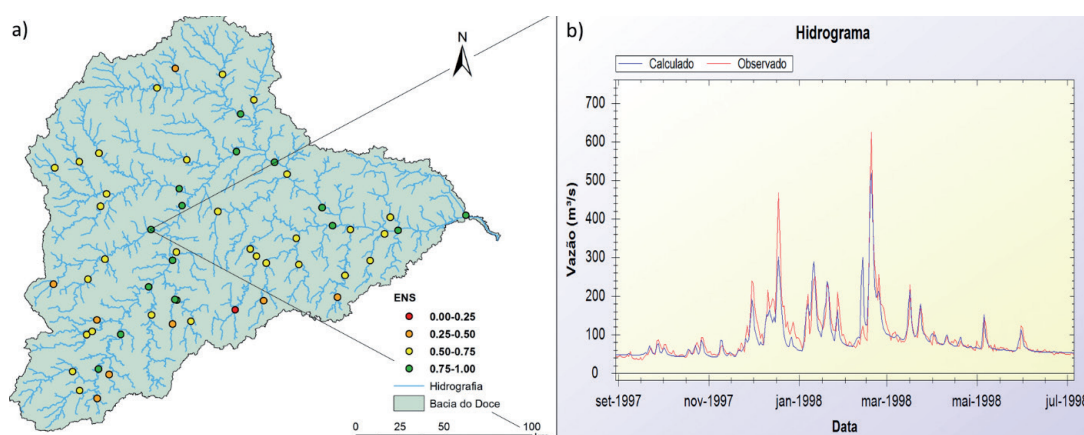 a)
N
ENS
0.00-0.25
0.25-0.50
0.50-0.75
0.75-1.00
Hidrografia
Bacia do Doce
0 25 50 100
b)
Hidrograma
Calculado Observado
700
600
500
400
300
200
100
0
Vazão (m³/s)
set-1997 nov-1997 jan-1998 mar-1998 mai-1998 jul-1998
Data